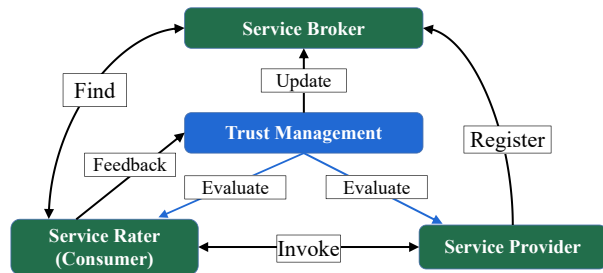 Service Broker
Find
Update
Trust Management
Register
Feedback
Evaluate
Evaluate
Service Rater
(Consumer)
Invoke
Service Provider